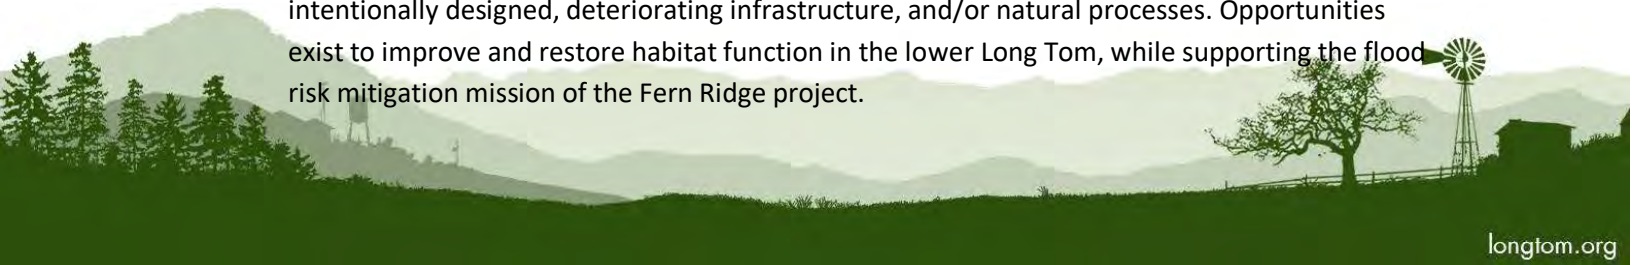 intentionally designed, deteriorating infrastructure, and/or natural processes. Opportunities
exist to improve and restore habitat function in the lower Long Tom, while supporting the flood
risk mitigation mission of the Fern Ridge project.
longtom.org